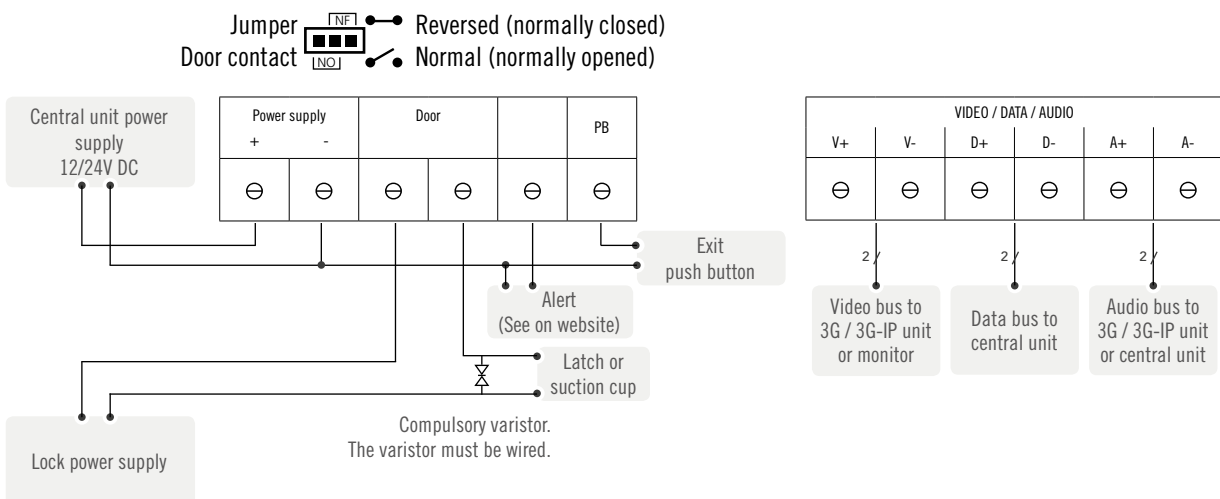 Jumper
NF
Reversed (normally closed)
Door contact
NO
Normal (normally opened)
Central unit power
supply
12/24V DC
Power supply
+ -
Door
PB
Exit
push button
Alert
(See on website)
Latch or
suction cup
Compulsory varistor.
The varistor must be wired.
Lock power supply
VIDEO / DATA / AUDIO
V+ V- D+ D- A+ A-
2 2 2
Video bus to
3G / 3G-IP unit
or monitor
Data bus to
central unit
Audio bus to
3G / 3G-IP unit
or central unit